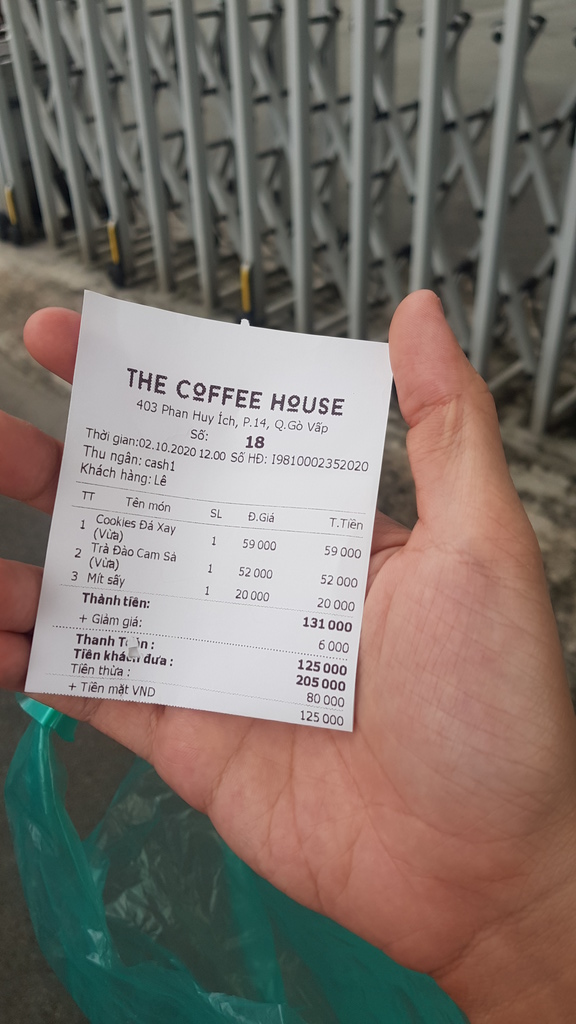 THE COFFEE HOUSE
403 Phan Huy Ích, P.14, Q.Gò Vấp
Số: 18
Thời gian:02.10.2020 12.00 Số HĐ: I9810002352020
Thu ngân: cash1
Khách hàng: Lê
TT Tên món SL Đ.Giá T.Tiền
1 Cookies Đá Xay 1 59 000 59 000
(Vừa)
2 Trà Đào Cam Sả 1 52 000 52 000
(Vừa)
3 Mít sấy 1 20 000 20 000
Thành tiền: 131 000
+ Giảm giá: 6 000
Thanh Toán : 125 000
Tiền khách đưa : 205 000
Tiền thừa : 80 000
+ Tiền mặt VND 125 000